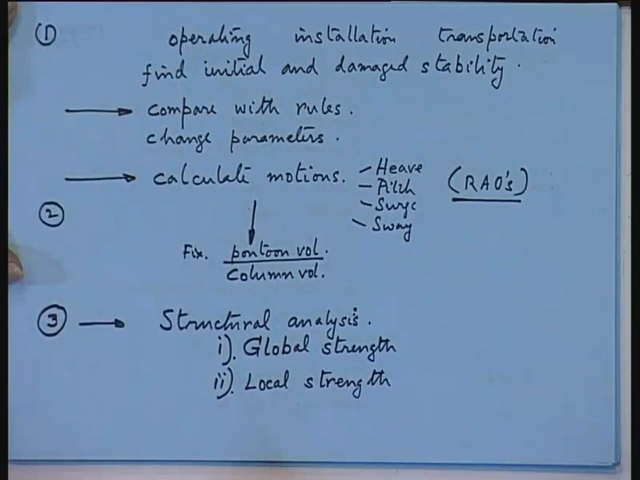 ① operating installation transportation
find initial and damaged stability.
→ compare with rules.
change parameters.
→ calculate motions. – Heave
– Pitch
– Surge
– Sway
(RAO's)
②
Fix. pontoon vol.
Column vol.
③ → Structural analysis.
i). Global strength
ii). Local strength